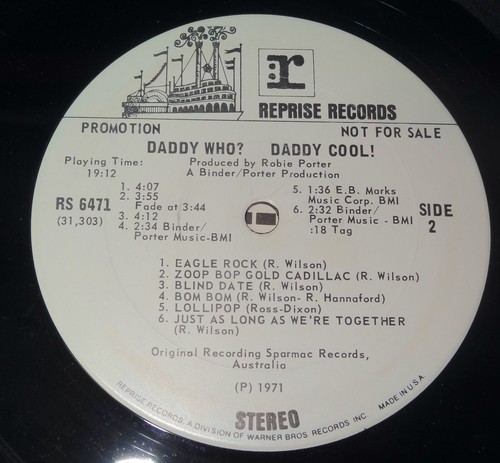 :r
REPRISE RECORDS
PROMOTION NOT FOR SALE
DADDY WHO? DADDY COOL!
Playing Time:
19:12
Produced by Robie Porter
A Binder/Porter Production
RS 6471
(31,303)
1. 4:07
2. 3:55
Fade at 3:44
3. 4:12
4. 2:34 Binder/
Porter Music-BMI
5. 1:36 E.B. Marks
Music Corp. BMI
6. 2:32 Binder/
Porter Music - BMI
:18 Tag
SIDE
2
1. EAGLE ROCK (R. Wilson)
2. ZOOP BOP GOLD CADILLAC (R. Wilson)
3. BLIND DATE (R. Wilson)
4. BOM BOM (R. Wilson- R. Hannaford)
5. LOLLIPOP (Ross-Dixon)
6. JUST AS LONG AS WE'RE TOGETHER
(R. Wilson)
Original Recording Sparmac Records,
Australia
(P) 1971
STEREO
REPRISE RECORDS, A DIVISION OF WARNER BROS. RECORDS, INC. MADE IN U.S.A.